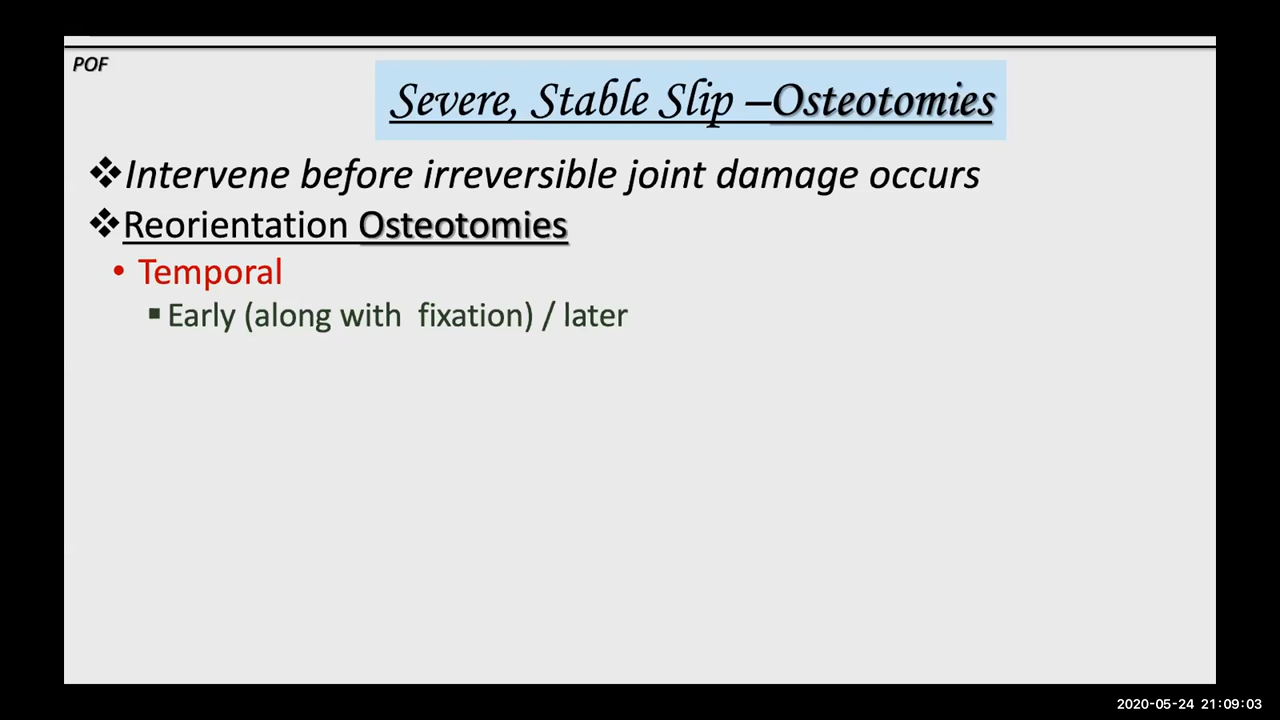 POF
Severe, Stable Slip –Osteotomies
❖Intervene before irreversible joint damage occurs
❖Reorientation Osteotomies
• Temporal
▪ Early (along with fixation) / later
2020-05-24 21:09:03